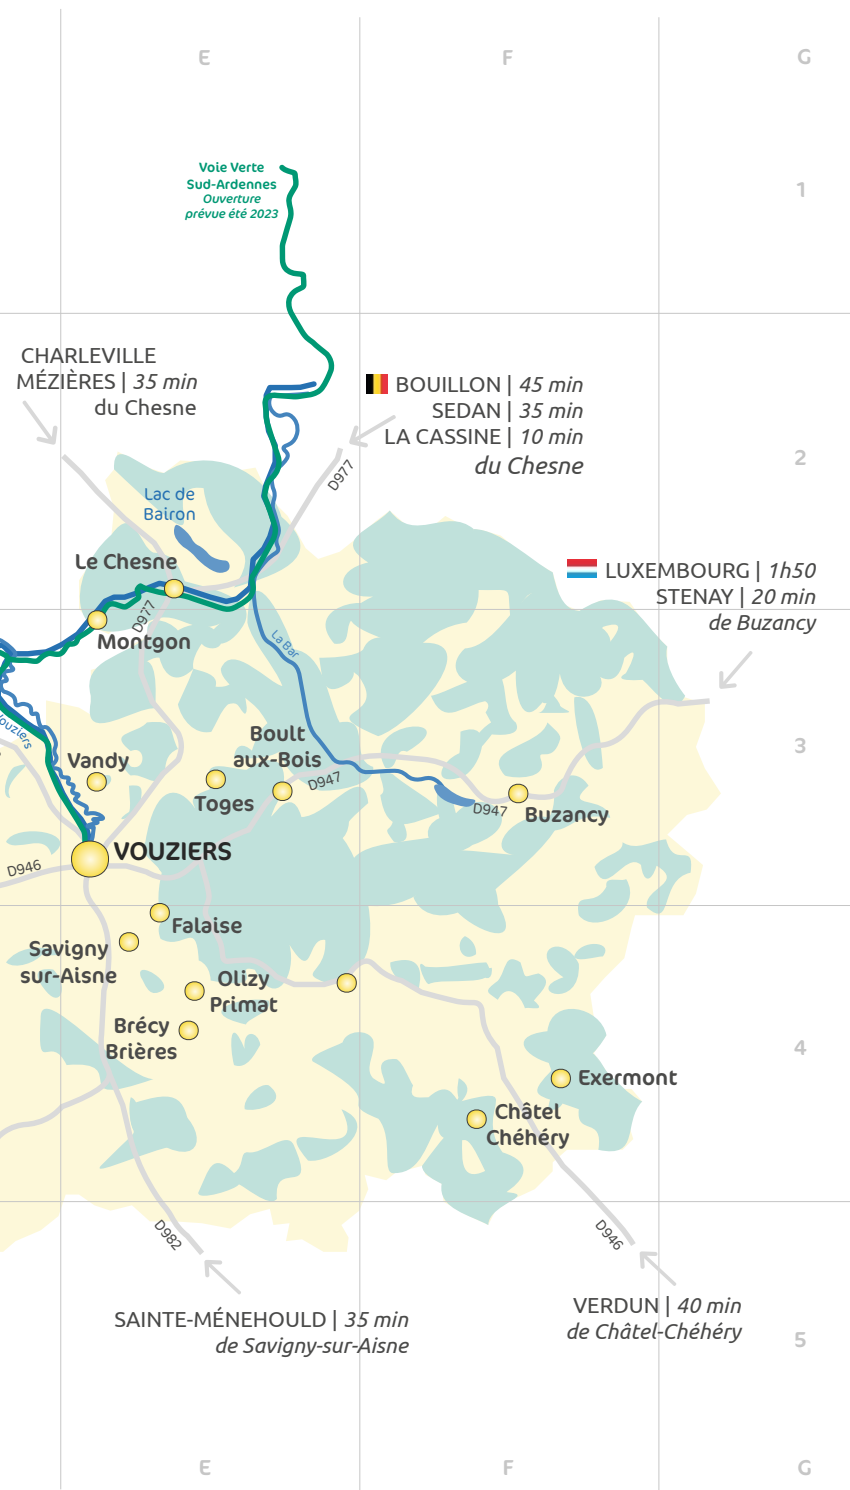 E
F
G
Voie Verte
Sud-Ardennes
Ouverture
prévue été 2023
1
CHARLEVILLE
MÉZIÈRES | 35 min
du Chesne
BOUILLON | 45 min
SEDAN | 35 min
LA CASSINE | 10 min
du Chesne
2
D977
Lac de
Bairon
Le Chesne
LUXEMBOURG | 1h50
STENAY | 20 min
de Buzancy
D977
Montgon
La Bar
Vouziers
3
Boult
aux-Bois
Vandy
D947
Toges
D947
Buzancy
VOUZIERS
D946
Falaise
Savigny
sur-Aisne
Olizy
Primat
Brécy
Brières
4
Exermont
Châtel
Chéhéry
D982
D946
SAINTE-MÉNEHOULD | 35 min
de Savigny-sur-Aisne
VERDUN | 40 min
de Châtel-Chéhéry
5
E
F
G